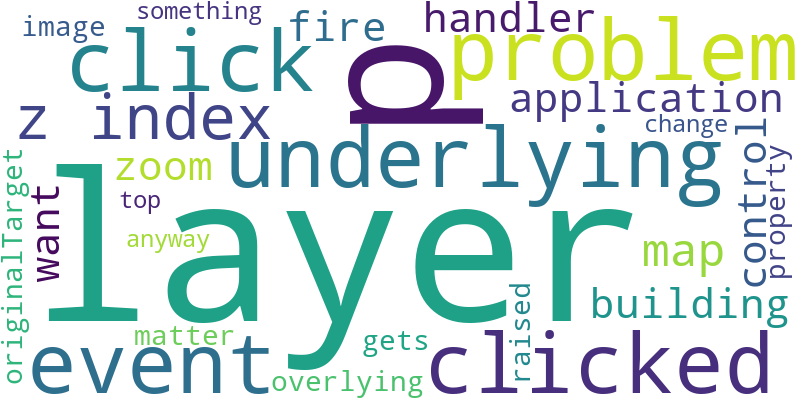 something
image
fire
handler
click
p
problem
z index
application
change
underlying
zoom
control
property
originalTarget
want
top
layer
anyway
map
building
raised
matter
gets
event
overlying
clicked